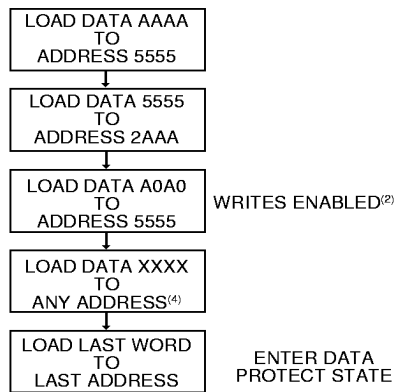 LOAD DATA AAAA
TO
ADDRESS 5555
LOAD DATA 5555
TO
ADDRESS 2AAA
LOAD DATA A0A0
TO
ADDRESS 5555
WRITES ENABLED(2)
LOAD DATA XXXX
TO
ANY ADDRESS(4)
LOAD LAST WORD
TO
LAST ADDRESS
ENTER DATA
PROTECT STATE